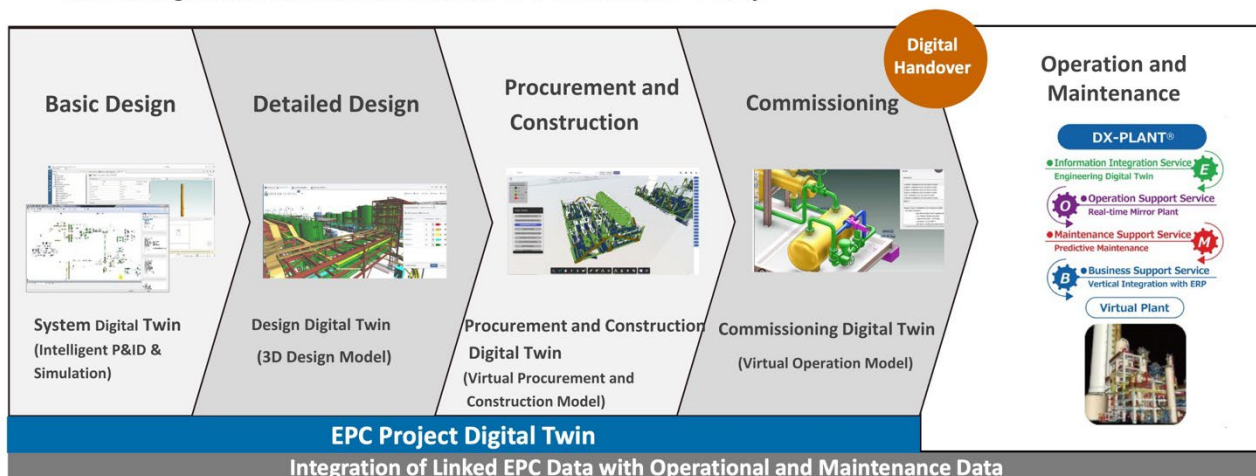 Digital
Handover
Basic Design
Detailed Design
Procurement and
Construction
Commissioning
Operation and
Maintenance
DX-PLANT®
Information Integration Service
Engineering Digital Twin
E
O
Operation Support Service
Real-time Mirror Plant
Maintenance Support Service
Predictive Maintenance
M
B
Business Support Service
Vertical Integration with ERP
Virtual Plant
System Digital Twin
(Intelligent P&ID &
Simulation)
Design Digital Twin
(3D Design Model)
Procurement and Construction
Digital Twin
(Virtual Procurement and
Construction Model)
Commissioning Digital Twin
(Virtual Operation Model)
EPC Project Digital Twin
Integration of Linked EPC Data with Operational and Maintenance Data